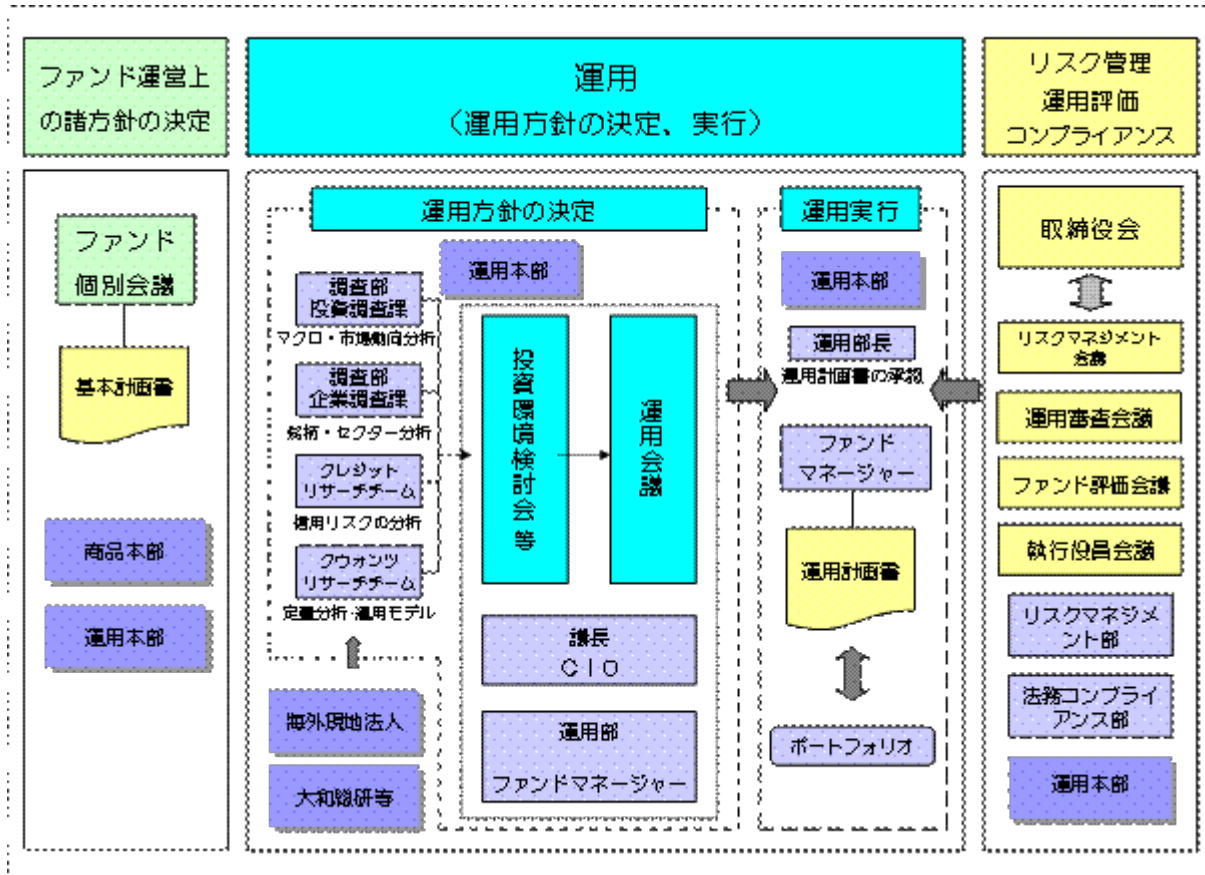 ファンド運営上
の諸方針の決定
運用
(運用方針の決定、実行)
リスク管理
運用評価
コンプライアンス
ファンド
個別会議
基本計画書
商品本部
運用本部
運用方針の決定
運用本部
調査部
投資調査課
マクロ・市場動向分析
調査部
企業調査課
銘柄・セクター分析
クレジット
リサーチチーム
信用リスクの分析
クウォンツ
リサーチチーム
定量分析・運用モデル
海外現地法人
大和総研等
投資環境検討会等
運用会議
議長
CIO
運用部
ファンドマネージャー
運用実行
運用本部
運用部長
運用計画書の承認
ファンド
マネージャー
運用計画書
ポートフォリオ
取締役会
リスクマネジメント
会議
運用審査会議
ファンド評価会議
執行役員会議
リスクマネジメ
ント部
法務コンプライ
アンス部
運用本部